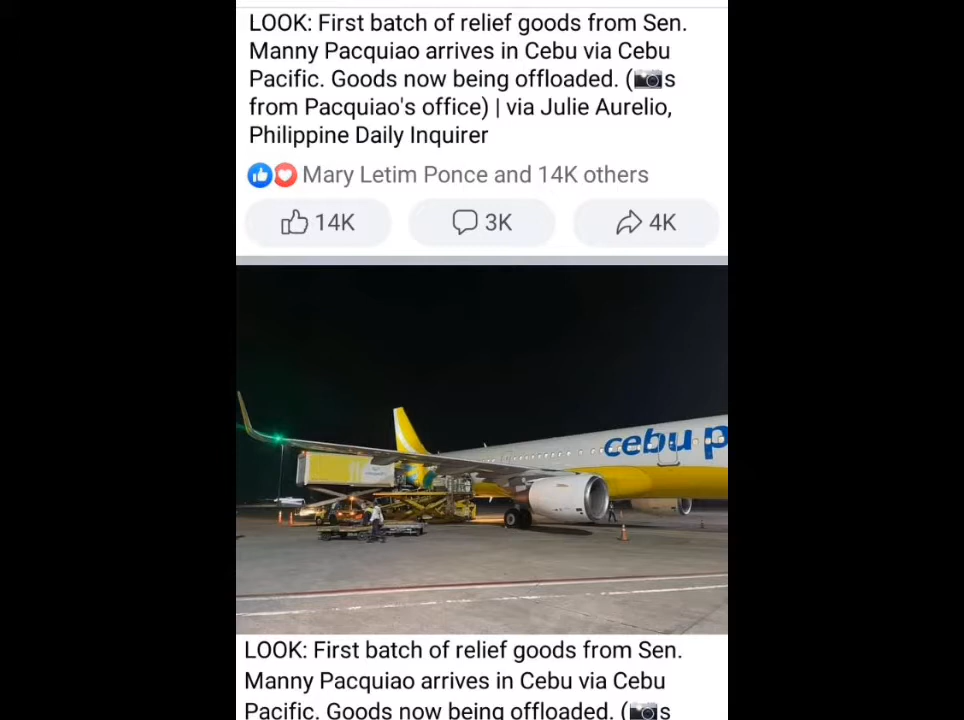 LOOK: First batch of relief goods from Sen.
Manny Pacquiao arrives in Cebu via Cebu
Pacific. Goods now being offloaded. (📷s
from Pacquiao's office) | via Julie Aurelio,
Philippine Daily Inquirer
Mary Letim Ponce and 14K others
14K 3K 4K
cebu p
LOOK: First batch of relief goods from Sen.
Manny Pacquiao arrives in Cebu via Cebu
Pacific. Goods now being offloaded. (📷s